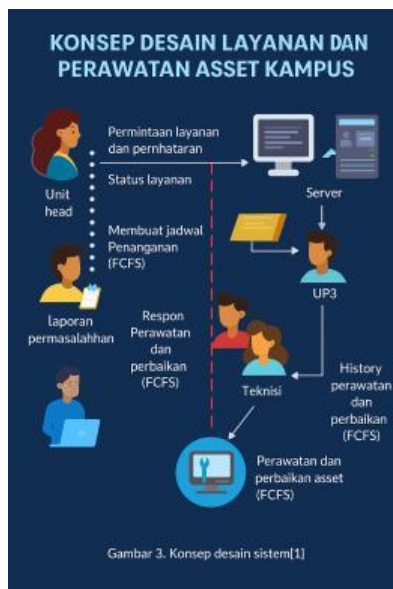 KONSEP DESAIN LAYANAN DAN
PERAWATAN ASSET KAMPUS
Permintaan layanan
dan pernhataran
Status layanan
Unit
head
Server
Membuat jadwal
Penanganan
(FCFS)
UP3
laporan
permasalahhan
Respon
Perawatan
dan
perbaikan
(FCFS)
Teknisi
History
perawatan
dan
perbaikan
(FCFS)
Perawatan dan
perbaikan asset
(FCFS)
Gambar 3. Konsep desain sistem[1]